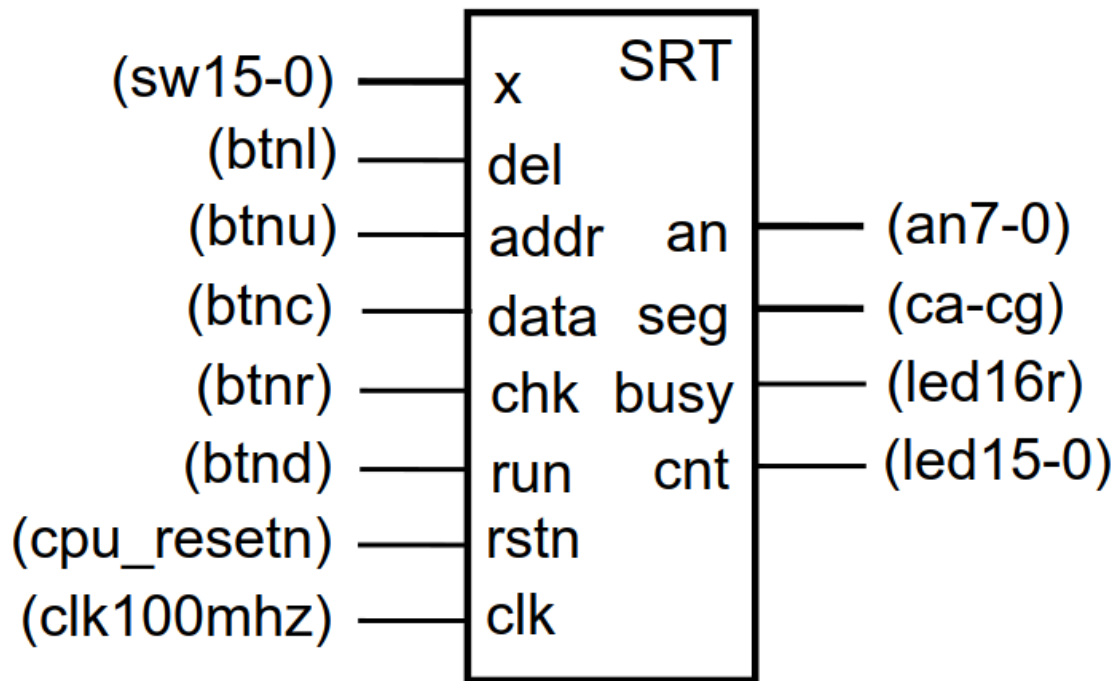 SRT
(sw15-0) x
(btnl) del
(btnu) addr an (an7-0)
(btnc) data seg (ca-cg)
(btnr) chk busy (led16r)
(btnd) run cnt (led15-0)
(cpu_resetn) rstn
(clk100mhz) clk